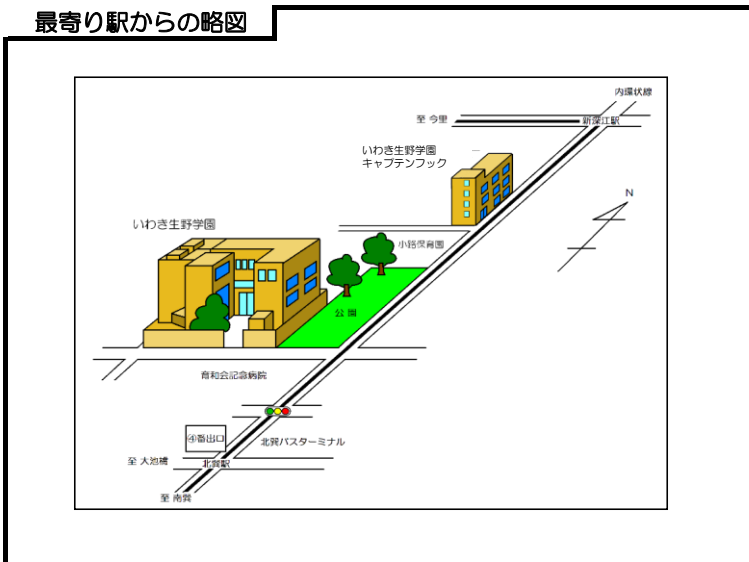 最寄り駅からの略図
内環状線
至 今里
新深江駅
いわき生野学園
キャプテンフック
N
いわき生野学園
小路保育園
公 園
育和会記念病院
④番出口
北巽バスターミナル
至 大池橋
北巽駅
至 南巽